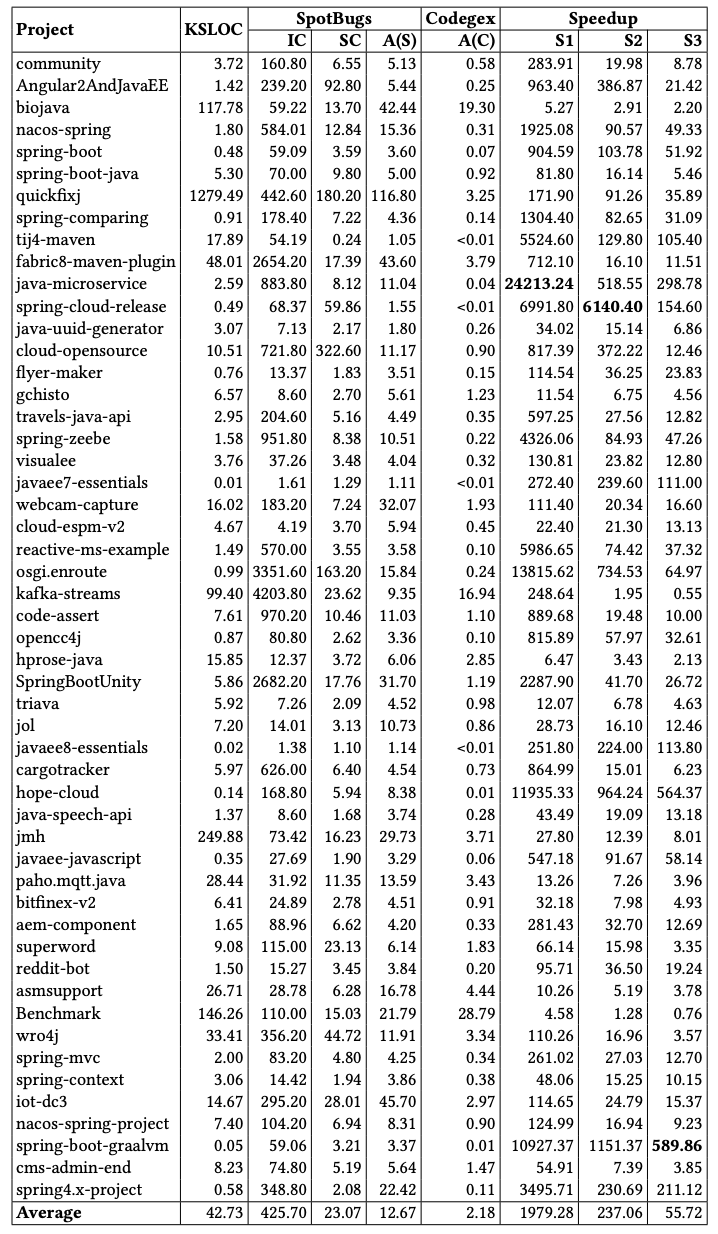 Project KSLOC SpotBugs Codegex Speedup
IC SC A(S) A(C) S1 S2 S3
community 3.72 160.80 6.55 5.13 0.58 283.91 19.98 8.78
Angular2AndJavaEE 1.42 239.20 92.80 5.44 0.25 963.40 386.87 21.42
biojava 117.78 59.22 13.70 42.44 19.30 5.27 2.91 2.20
nacos-spring 1.80 584.01 12.84 15.36 0.31 1925.08 90.57 49.33
spring-boot 0.48 59.09 3.59 3.60 0.07 904.59 103.78 51.92
spring-boot-java 5.30 70.00 9.80 5.00 0.92 81.80 16.14 5.46
quickfixj 1279.49 442.60 180.20 116.80 3.25 171.90 91.26 35.89
spring-comparing 0.91 178.40 7.22 4.36 0.14 1304.40 82.65 31.09
tij4-maven 17.89 54.19 0.24 1.05 <0.01 5524.60 129.80 105.40
fabric8-maven-plugin 48.01 2654.20 17.39 43.60 3.79 712.10 16.10 11.51
java-microservice 2.59 883.80 8.12 11.04 0.04 24213.24 518.55 298.78
spring-cloud-release 0.49 68.37 59.86 1.55 <0.01 6991.80 6140.40 154.60
java-uuid-generator 3.07 7.13 2.17 1.80 0.26 34.02 15.14 6.86
cloud-opensource 10.51 721.80 322.60 11.17 0.90 817.39 372.22 12.46
flyer-maker 0.76 13.37 1.83 3.51 0.15 114.54 36.25 23.83
gchisto 6.57 8.60 2.70 5.61 1.23 11.54 6.75 4.56
travels-java-api 2.95 204.60 5.16 4.49 0.35 597.25 27.56 12.82
spring-zeebe 1.58 951.80 8.38 10.51 0.22 4326.06 84.93 47.26
visualee 3.76 37.26 3.48 4.04 0.32 130.81 23.82 12.80
javaee7-essentials 0.01 1.61 1.29 1.11 <0.01 272.40 239.60 111.00
webcam-capture 16.02 183.20 7.24 32.07 1.93 111.40 20.34 16.60
cloud-espm-v2 4.67 4.19 3.70 5.94 0.45 22.40 21.30 13.13
reactive-ms-example 1.49 570.00 3.55 3.58 0.10 5986.65 74.42 37.32
osgi.enroute 0.99 3351.60 163.20 15.84 0.24 13815.62 734.53 64.97
kafka-streams 99.40 4203.80 23.62 9.35 16.94 248.64 1.95 0.55
code-assert 7.61 970.20 10.46 11.03 1.10 889.68 19.48 10.00
opencc4j 0.87 80.80 2.62 3.36 0.10 815.89 57.97 32.61
hprose-java 15.85 12.37 3.72 6.06 2.85 6.47 3.43 2.13
SpringBootUnity 5.86 2682.20 17.76 31.70 1.19 2287.90 41.70 26.72
triava 5.92 7.26 2.09 4.52 0.98 12.07 6.78 4.63
jol 7.20 14.01 3.13 10.73 0.86 28.73 16.10 12.46
javaee8-essentials 0.02 1.38 1.10 1.14 <0.01 251.80 224.00 113.80
cargotracker 5.97 626.00 6.40 4.54 0.73 864.99 15.01 6.23
hope-cloud 0.14 168.80 5.94 8.38 0.01 11935.33 964.24 564.37
java-speech-api 1.37 8.60 1.68 3.74 0.28 43.49 19.09 13.18
jmh 249.88 73.42 16.23 29.73 3.71 27.80 12.39 8.01
javaee-javascript 0.35 27.69 1.90 3.29 0.06 547.18 91.67 58.14
paho.mqtt.java 28.44 31.92 11.35 13.59 3.43 13.26 7.26 3.96
bitfinex-v2 6.41 24.89 2.78 4.51 0.91 32.18 7.98 4.93
aem-component 1.65 88.96 6.62 4.20 0.33 281.43 32.70 12.69
superword 9.08 115.00 23.13 6.14 1.83 66.14 15.98 3.35
reddit-bot 1.50 15.27 3.45 3.84 0.20 95.71 36.50 19.24
asmsupport 26.71 28.78 6.28 16.78 4.44 10.26 5.19 3.78
Benchmark 146.26 110.00 15.03 21.79 28.79 4.58 1.28 0.76
wro4j 33.41 356.20 44.72 11.91 3.34 110.26 16.96 3.57
spring-mvc 2.00 83.20 4.80 4.25 0.34 261.02 27.03 12.70
spring-context 3.06 14.42 1.94 3.86 0.38 48.06 15.25 10.15
iot-dc3 14.67 295.20 28.01 45.70 2.97 114.65 24.79 15.37
nacos-spring-project 7.40 104.20 6.94 8.31 0.90 124.99 16.94 9.23
spring-boot-graalvm 0.05 59.06 3.21 3.37 0.01 10927.37 1151.37 589.86
cms-admin-end 8.23 74.80 5.19 5.64 1.47 54.91 7.39 3.85
spring4.x-project 0.58 348.80 2.08 22.42 0.11 3495.71 230.69 211.12
Average 42.73 425.70 23.07 12.67 2.18 1979.28 237.06 55.72